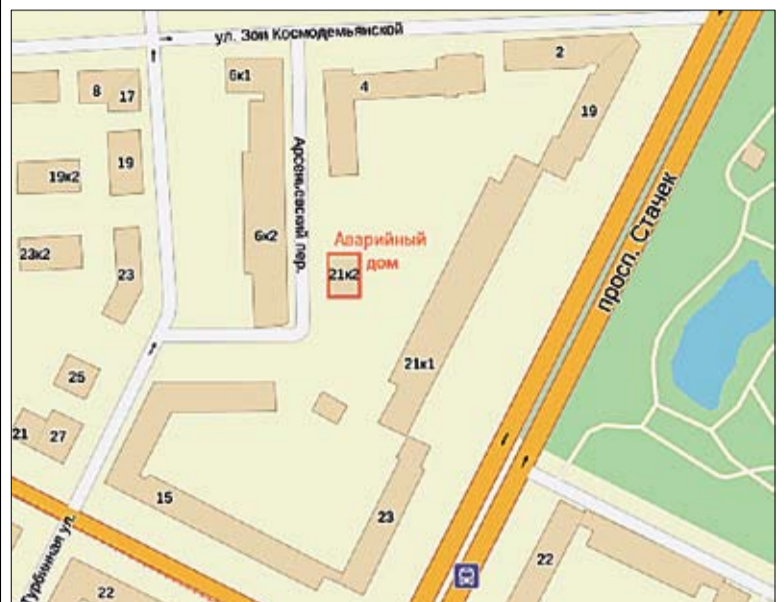 ул. Зои Космодемьянской
2
6к1
8
17
4
19
Арсеньевский пер.
19
19к2
просп. Стачек
6к2
Аварийный
дом
23к2
23
21к2
21к1
25
21
27
15
23
22
Турбинная ул.
22